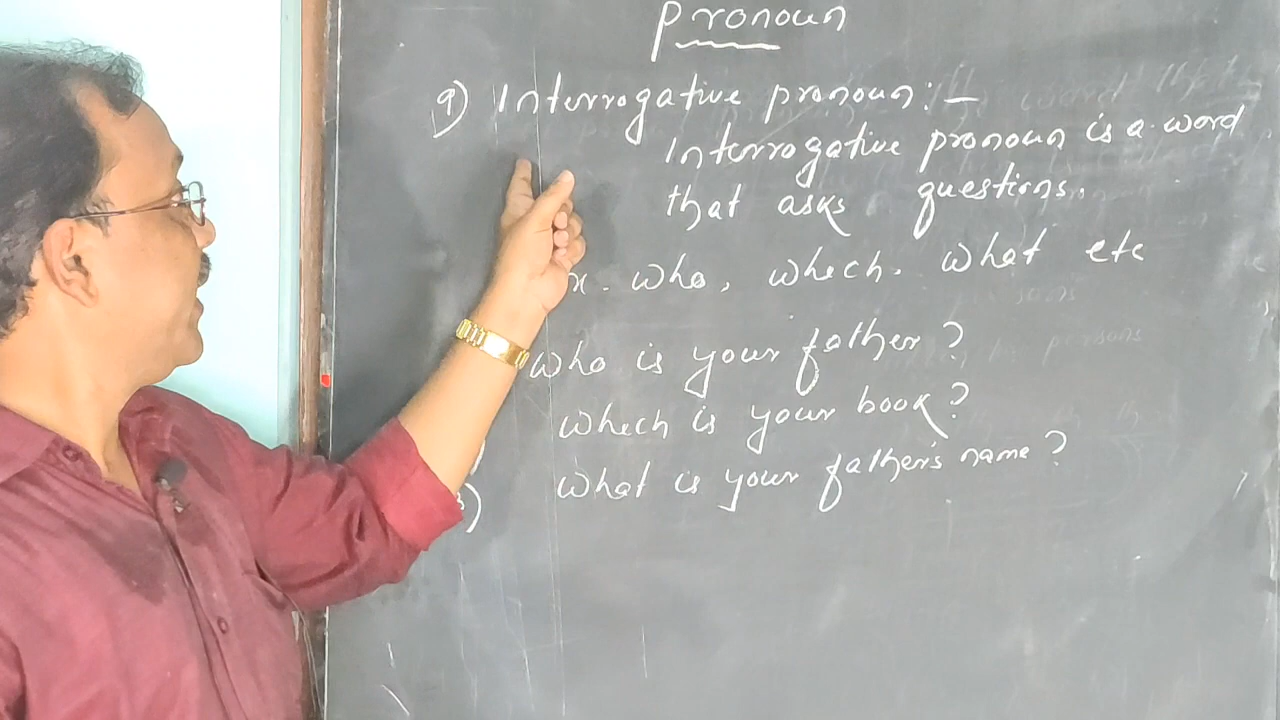 Pronoun
9) Interrogative pronoun:-
Interrogative pronoun is a word
that asks questions.
x. who, which. what etc
who is your father?
which is your book?
what is your father's name?